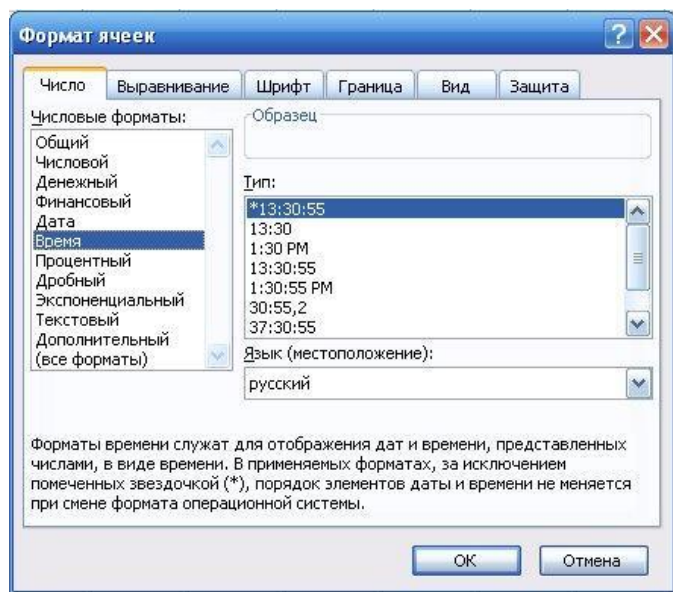 Формат ячеек
Число Выравнивание Шрифт Граница Вид Защита
Числовые форматы:
Общий
Числовой
Денежный
Финансовый
Дата
Время
Процентный
Дробный
Экспоненциальный
Текстовый
Дополнительный
(все форматы)
Образец
Тип:
*13:30:55
13:30
1:30 PM
13:30:55
1:30:55 PM
30:55,2
37:30:55
Язык (местоположение):
русский
Форматы времени служат для отображения дат и времени, представленных
числами, в виде времени. В применяемых форматах, за исключением
помеченных звездочкой (*), порядок элементов даты и времени не меняется
при смене формата операционной системы.
ОК Отмена